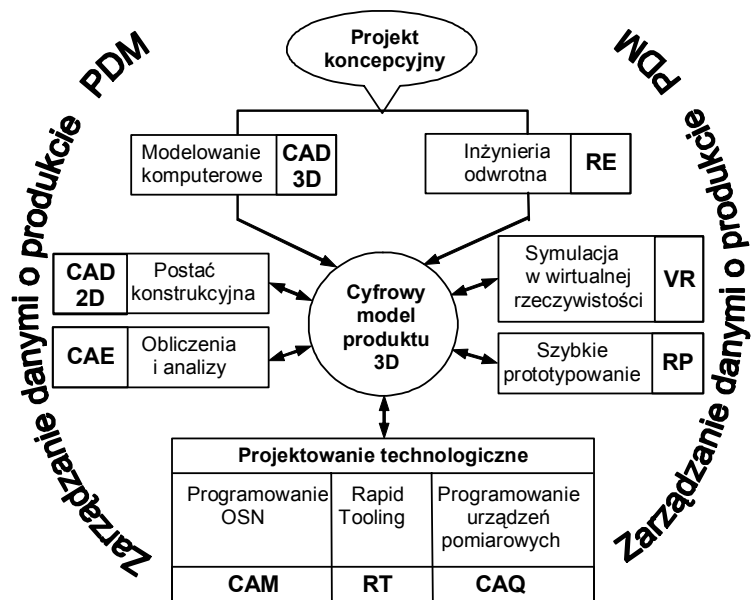 Zarządzanie danymi o produkcie PDM
Zarządzanie danymi o produkcie PDM
Projekt
koncepcyjny
Modelowanie
komputerowe
CAD
3D
Inżynieria
odwrotna
RE
CAD
2D
Postać
konstrukcyjna
Cyfrowy
model
produktu
3D
Symulacja
w wirtualnej
rzeczywistości
VR
CAE
Obliczenia
i analizy
Szybkie
prototypowanie
RP
Projektowanie technologiczne
Programowanie
OSN
Rapid
Tooling
Programowanie
urządzeń
pomiarowych
CAM
RT
CAQ